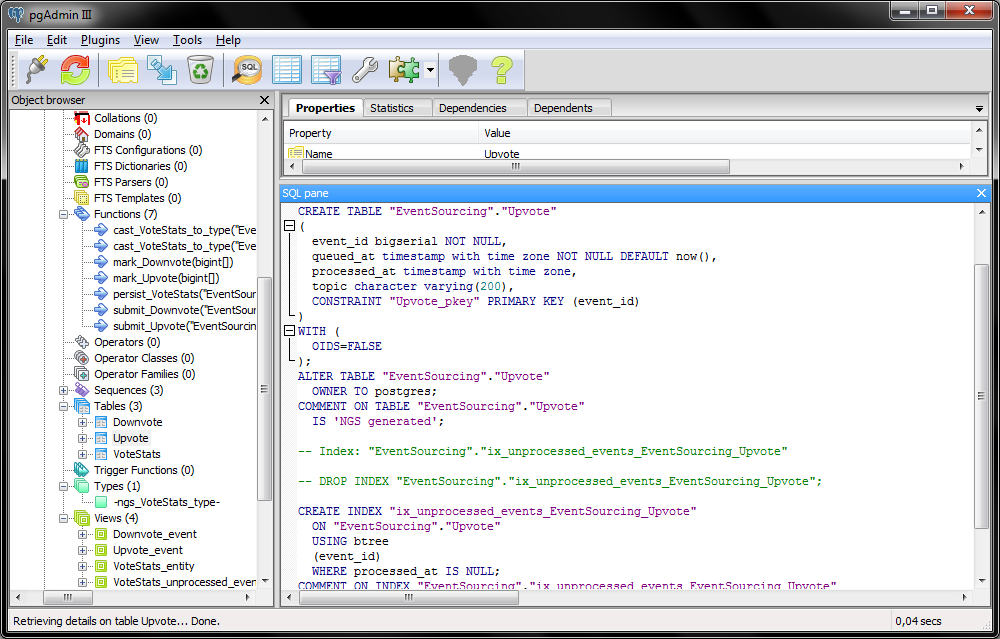 pgAdmin III
File Edit Plugins View Tools Help
SQL
Object browser
Collations (0)
Domains (0)
FTS Configurations (0)
FTS Dictionaries (0)
FTS Parsers (0)
FTS Templates (0)
Functions (7)
cast_VoteStats_to_type("Eve
cast_VoteStats_to_type("Eve
mark_Downvote(bigint[])
mark_Upvote(bigint[])
persist_VoteStats("EventSour
submit_Downvote("EventSour
submit_Upvote("EventSourcin
Operators (0)
Operator Classes (0)
Operator Families (0)
Sequences (3)
Tables (3)
Downvote
Upvote
VoteStats
Trigger Functions (0)
Types (1)
-ngs_VoteStats_type-
Views (4)
Downvote_event
Upvote_event
VoteStats_entity
VoteStats_unprocessed_even
Properties Statistics Dependencies Dependents
Property Value
Name Upvote
SQL pane
CREATE TABLE "EventSourcing"."Upvote"
(
event_id bigserial NOT NULL,
queued_at timestamp with time zone NOT NULL DEFAULT now(),
processed_at timestamp with time zone,
topic character varying(200),
CONSTRAINT "Upvote_pkey" PRIMARY KEY (event_id)
)
WITH (
OIDS=FALSE
);
ALTER TABLE "EventSourcing"."Upvote"
OWNER TO postgres;
COMMENT ON TABLE "EventSourcing"."Upvote"
IS 'NGS generated';
-- Index: "EventSourcing"."ix_unprocessed_events_EventSourcing_Upvote"
-- DROP INDEX "EventSourcing"."ix_unprocessed_events_EventSourcing_Upvote";
CREATE INDEX "ix_unprocessed_events_EventSourcing_Upvote"
ON "EventSourcing"."Upvote"
USING btree
(event_id)
WHERE processed_at IS NULL;
COMMENT ON INDEX "EventSourcing"."ix_unprocessed_events_EventSourcing_Upvote"
Retrieving details on table Upvote... Done.
0,04 secs